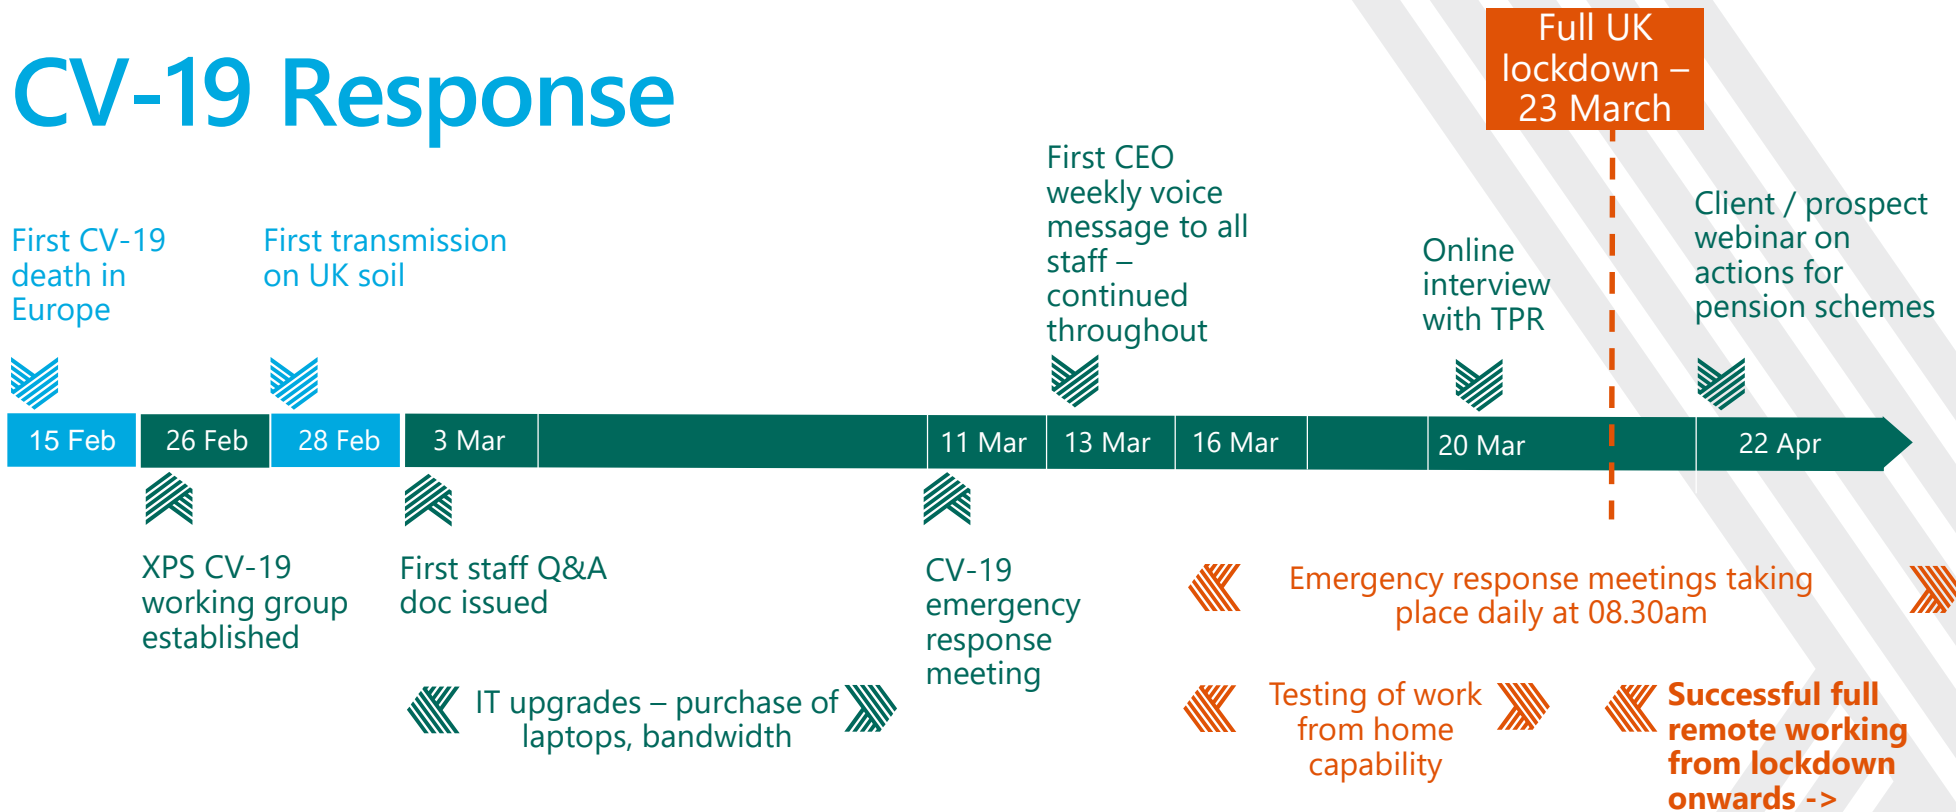 CV-19 Response
Full UK
lockdown –
23 March
First CV-19
death in
Europe
First transmission
on UK soil
First CEO
weekly voice
message to all
staff –
continued
throughout
Online
interview
with TPR
Client / prospect
webinar on
actions for
pension schemes
15 Feb
26 Feb
28 Feb
3 Mar
11 Mar
13 Mar
16 Mar
20 Mar
22 Apr
XPS CV-19
working group
established
First staff Q&A
doc issued
CV-19
emergency
response
meeting
Emergency response meetings taking
place daily at 08.30am
IT upgrades – purchase of
laptops, bandwidth
Testing of work
from home
capability
Successful full
remote working
from lockdown
onwards ->